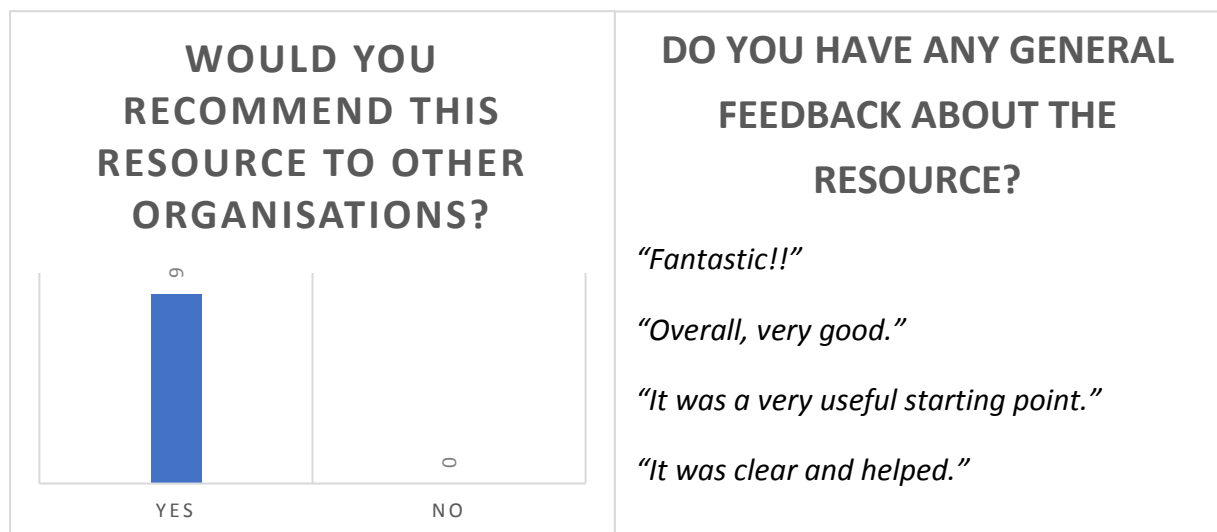 WOULD YOU
RECOMMEND THIS
RESOURCE TO OTHER
ORGANISATIONS?
9
0
YES
NO
DO YOU HAVE ANY GENERAL
FEEDBACK ABOUT THE
RESOURCE?
“Fantastic!!”
“Overall, very good.”
“It was a very useful starting point.”
“It was clear and helped.”